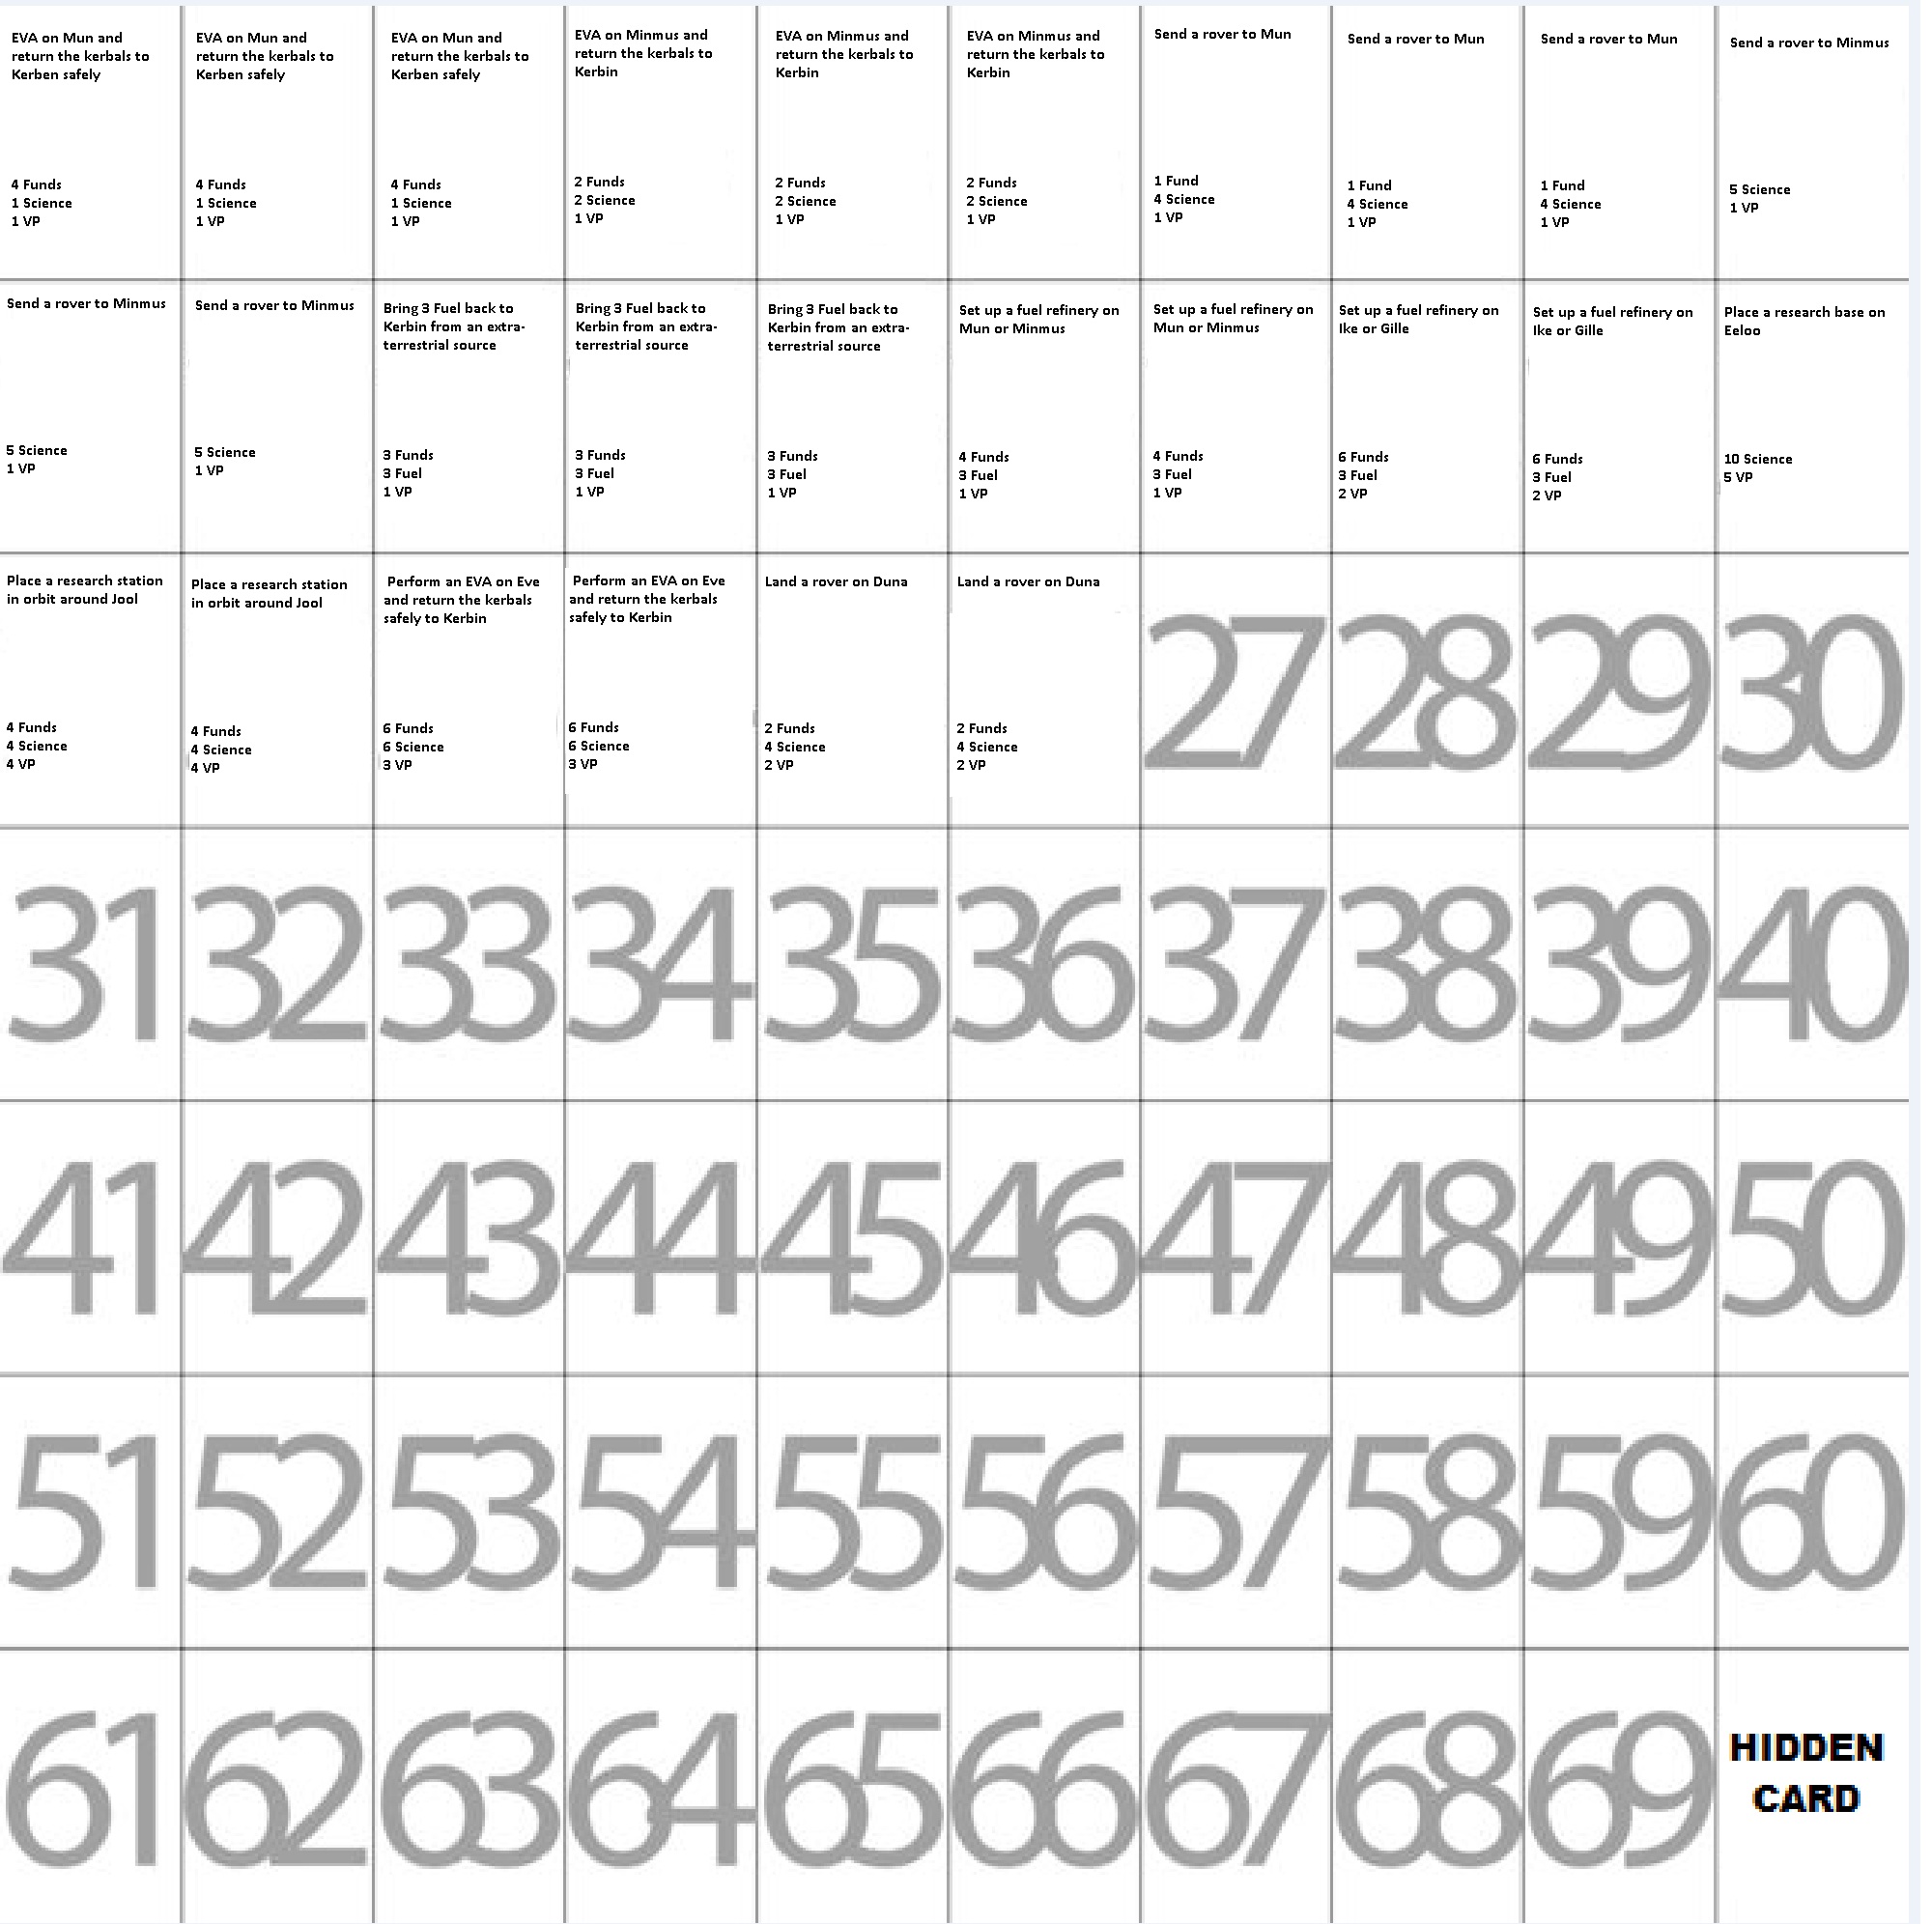 EVA on Mun and
return the kerbals to
Kerben safely
4 Funds
1 Science
1 VP
EVA on Mun and
return the kerbals to
Kerben safely
4 Funds
1 Science
1 VP
EVA on Mun and
return the kerbals to
Kerben safely
4 Funds
1 Science
1 VP
EVA on Minmus and
return the kerbals to
Kerbin
2 Funds
2 Science
1 VP
EVA on Minmus and
return the kerbals to
Kerbin
2 Funds
2 Science
1 VP
EVA on Minmus and
return the kerbals to
Kerbin
2 Funds
2 Science
1 VP
Send a rover to Mun
1 Fund
4 Science
1 VP
Send a rover to Mun
1 Fund
4 Science
1 VP
Send a rover to Mun
1 Fund
4 Science
1 VP
Send a rover to Minmus
5 Science
1 VP
Send a rover to Minmus
5 Science
1 VP
Send a rover to Minmus
5 Science
1 VP
Bring 3 Fuel back to
Kerbin from an extra-
terrestrial source
3 Funds
3 Fuel
1 VP
Bring 3 Fuel back to
Kerbin from an extra-
terrestrial source
3 Funds
3 Fuel
1 VP
Bring 3 Fuel back to
Kerbin from an extra-
terrestrial source
3 Funds
3 Fuel
1 VP
Set up a fuel refinery on
Mun or Minmus
4 Funds
3 Fuel
1 VP
Set up a fuel refinery on
Mun or Minmus
4 Funds
3 Fuel
1 VP
Set up a fuel refinery on
Ike or Gille
6 Funds
3 Fuel
2 VP
Set up a fuel refinery on
Ike or Gille
6 Funds
3 Fuel
2 VP
Place a research base on
Eeloo
10 Science
5 VP
Place a research station
in orbit around Jool
4 Funds
4 Science
4 VP
Place a research station
in orbit around Jool
4 Funds
4 Science
4 VP
Perform an EVA on Eve
and return the kerbals
safely to Kerbin
6 Funds
6 Science
3 VP
Perform an EVA on Eve
and return the kerbals
safely to Kerbin
6 Funds
6 Science
3 VP
Land a rover on Duna
2 Funds
4 Science
2 VP
Land a rover on Duna
2 Funds
4 Science
2 VP
27
28
29
30
31
32
33
34
35
36
37
38
39
40
41
42
43
44
45
46
47
48
49
50
51
52
53
54
55
56
57
58
59
60
61
62
63
64
65
66
67
68
69
HIDDEN
CARD